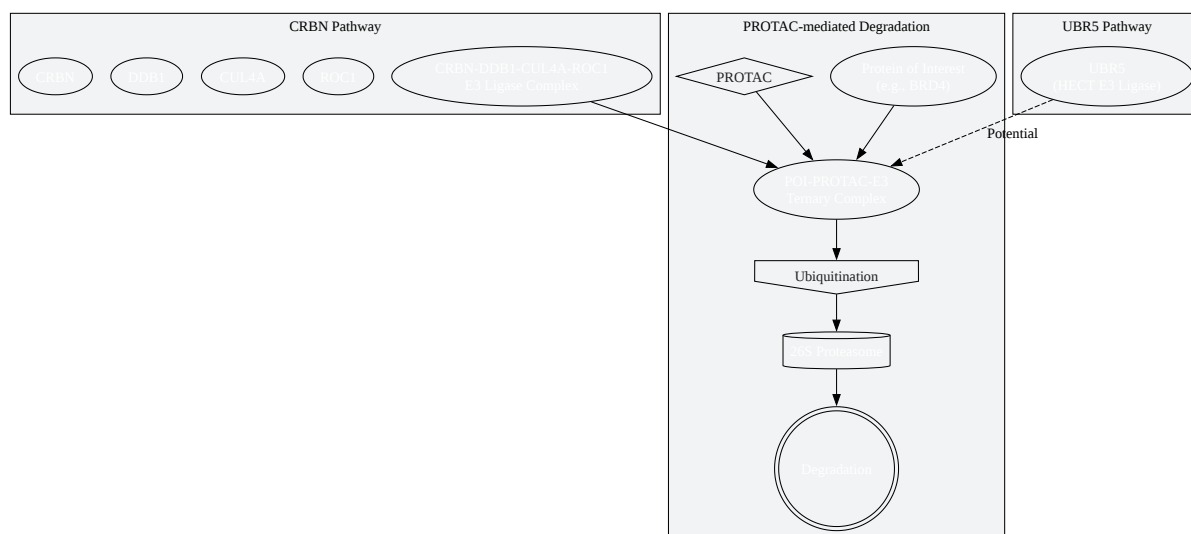 CRBN Pathway
PROTAC-mediated Degradation
UBR5 Pathway
CRBN
DDB1
CUL4A
ROC1
CRBN-DDB1-CUL4A-ROC1
E3 Ligase Complex
PROTAC
Protein of Interest
(e.g., BRD4)
UBR5
(HECT E3 Ligase)
Potential
POI-PROTAC-E3
Ternary Complex
Ubiquitination
26S Proteasome
Degradation